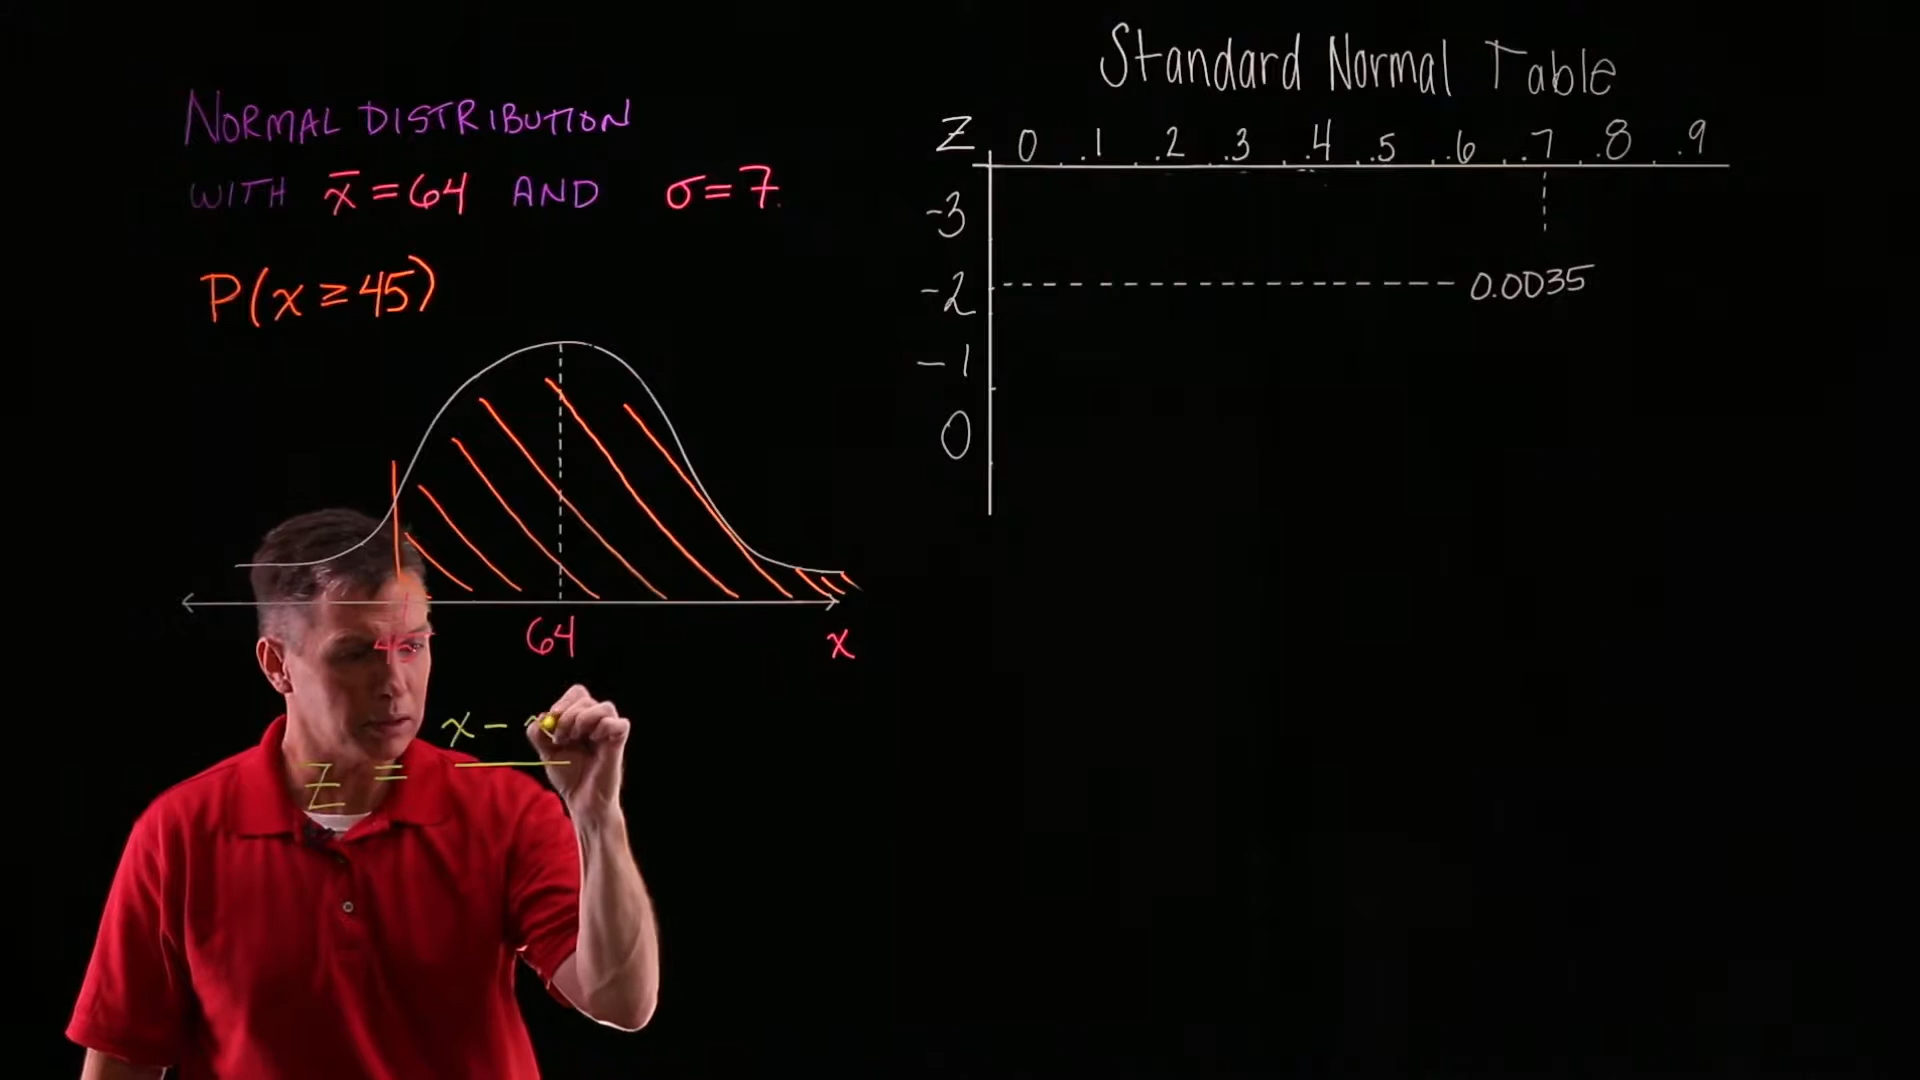 NORMAL DISTRIBUTION
WITH x̄ = 64 AND σ = 7
P(x ≥ 45)
45 64 x
z = x –
Standard Normal Table
Z 0 .1 .2 .3 .4 .5 .6 .7 .8 .9
-3
-2 0.0035
-1
0